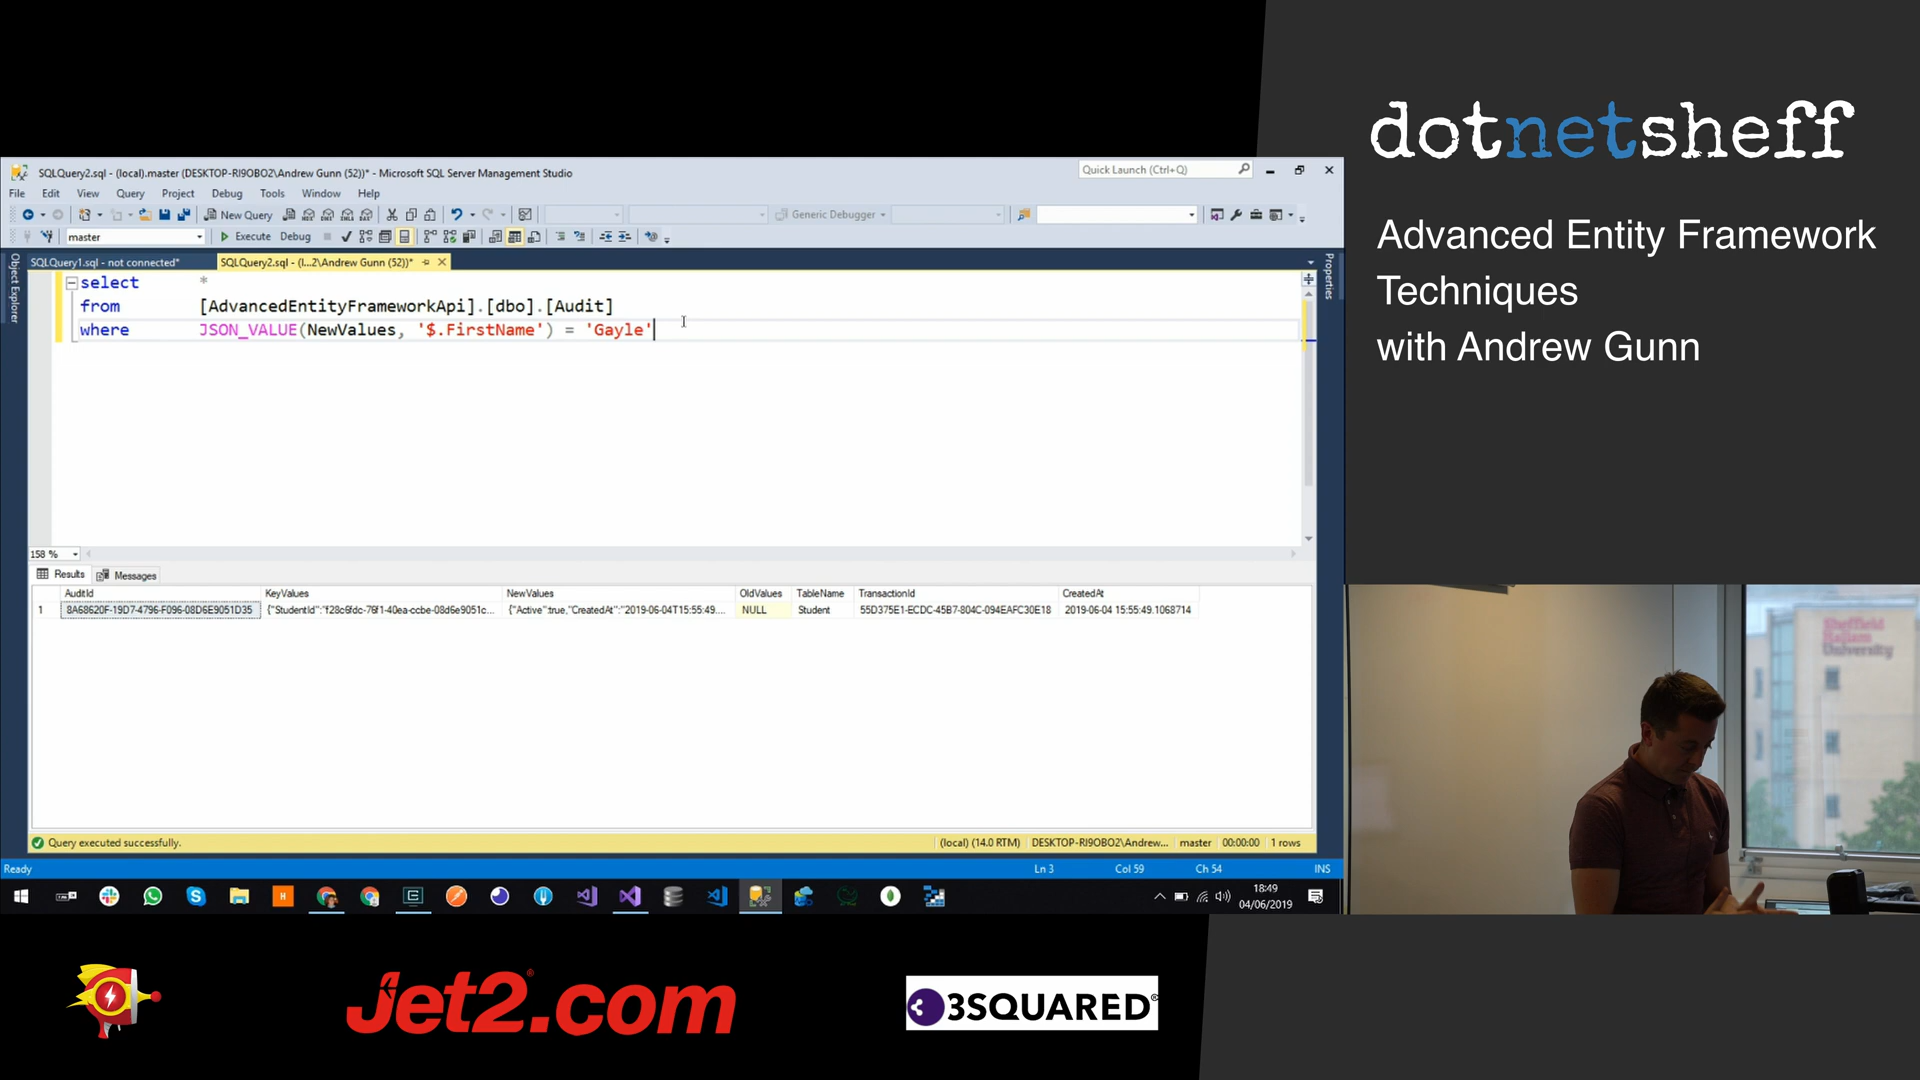 dotnetsheff
Advanced Entity Framework
Techniques
with Andrew Gunn
SQLQuery2.sql - (local).master (DESKTOP-RI9OBO2\Andrew Gunn (52))* - Microsoft SQL Server Management Studio
Quick Launch (Ctrl+Q)
File Edit View Query Project Debug Tools Window Help
New Query
Generic Debugger
master
Execute Debug
SQLQuery1.sql - not connected*
SQLQuery2.sql - (l...2\Andrew Gunn (52))*
Object Explorer
Properties
select *
from [AdvancedEntityFrameworkApi].[dbo].[Audit]
where JSON_VALUE(NewValues, '$.FirstName') = 'Gayle'
158 %
Results Messages
AuditId KeyValues NewValues OldValues TableName TransactionId CreatedAt
1 8A68620F-19D7-4796-F096-08D6E9051D35 {"StudentId":"f28c6fdc-76f1-40ea-ccbe-08d6e9051c... {"Active":true,"CreatedAt":"2019-06-04T15:55:49.... NULL Student 55D375E1-ECDC-45B7-804C-094EAFC30E18 2019-06-04 15:55:49.1068714
Query executed successfully.
(local) (14.0 RTM) DESKTOP-RI9OBO2\Andrew... master 00:00:00 1 rows
Ready
Ln 3 Col 59 Ch 54 INS
18:49
04/06/2019
Sheffield
Hallam
University
Jet2.com
3SQUARED